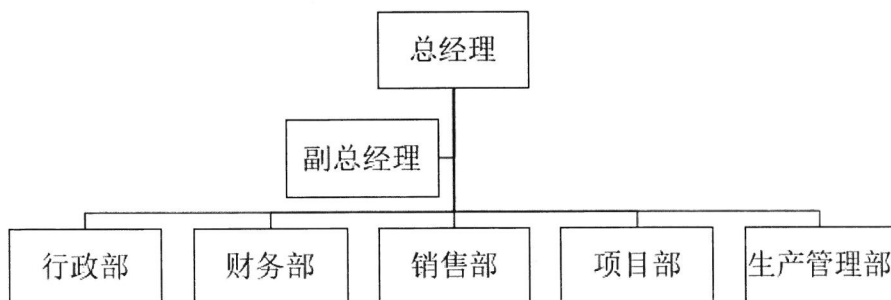 总经理
副总经理
行政部
财务部
销售部
项目部
生产管理部